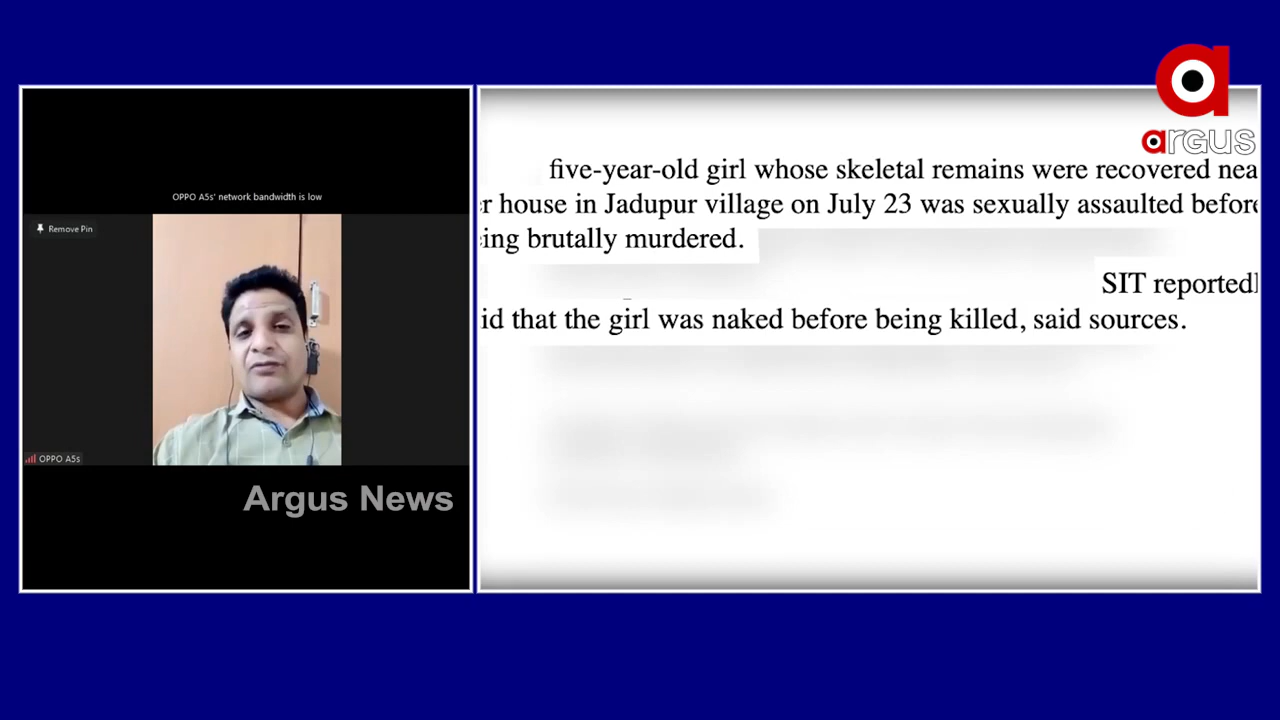 argus
OPPO A5s' network bandwidth is low
Remove Pin
OPPO A5s
Argus News
five-year-old girl whose skeletal remains were recovered nea
er house in Jadupur village on July 23 was sexually assaulted before
ing brutally murdered.
SIT reportedl
id that the girl was naked before being killed, said sources.